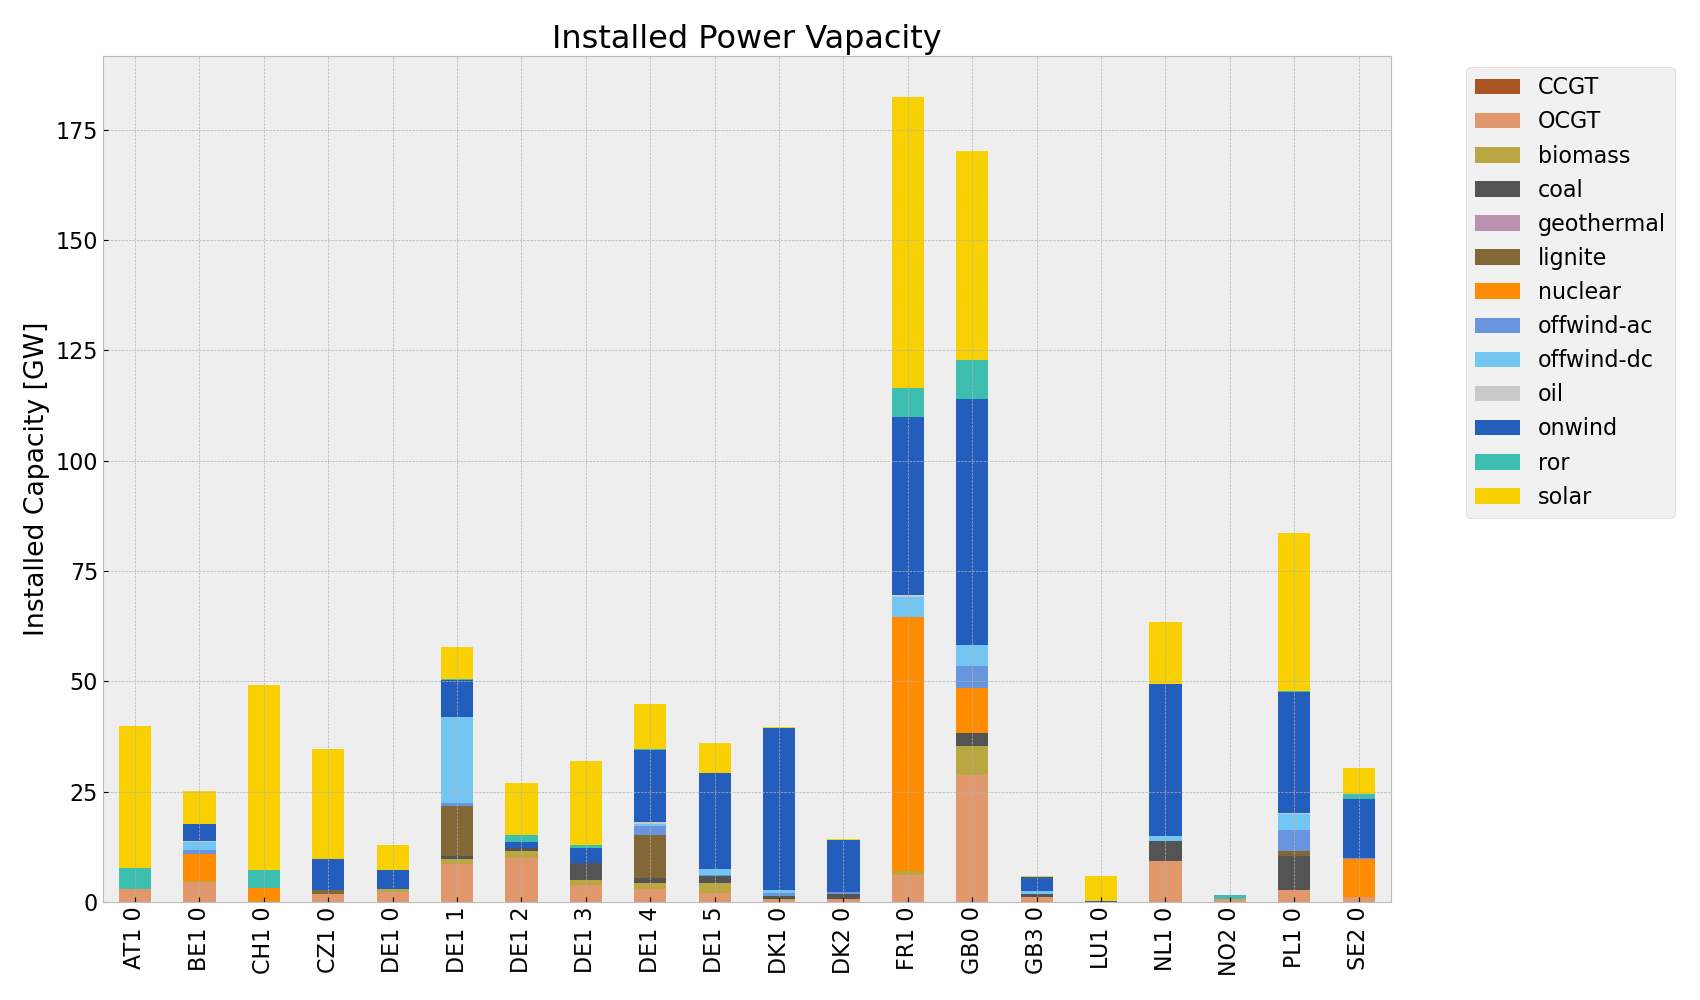 Installed Power Vapacity
Installed Capacity [GW]
175
150
125
100
75
50
25
0
AT1 0
BE1 0
CH1 0
CZ1 0
DE1 0
DE1 1
DE1 2
DE1 3
DE1 4
DE1 5
DK1 0
DK2 0
FR1 0
GB0 0
GB3 0
LU1 0
NL1 0
NO2 0
PL1 0
SE2 0
CCGT
OCGT
biomass
coal
geothermal
lignite
nuclear
offwind-ac
offwind-dc
oil
onwind
ror
solar